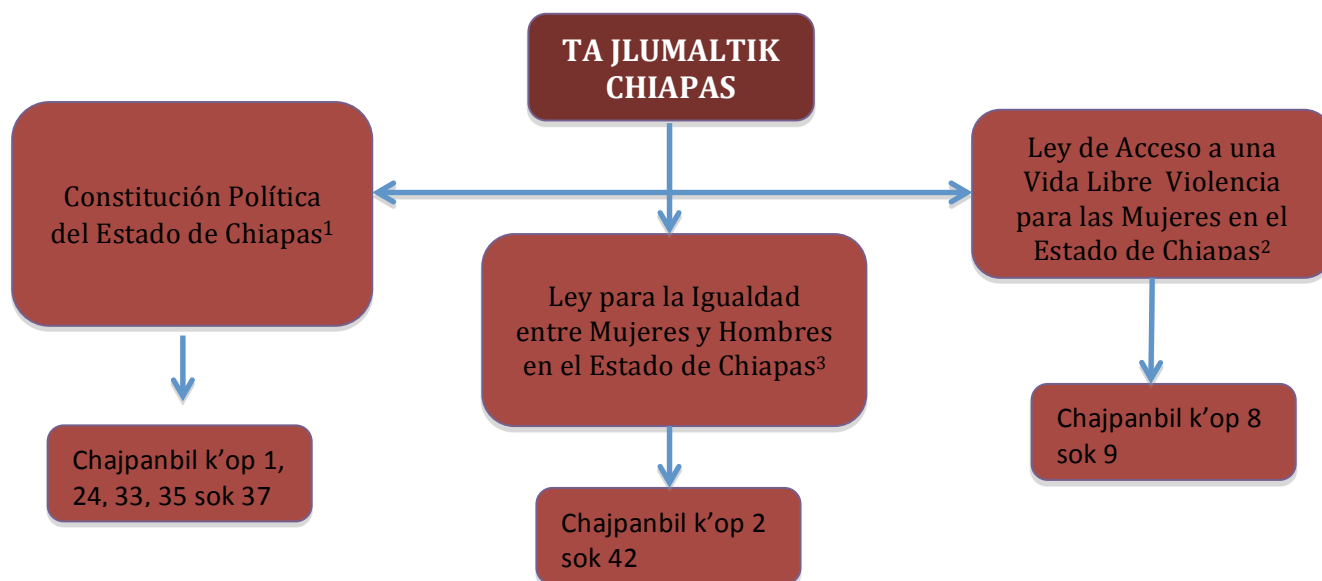 TA JLUMALTIK
CHIAPAS
Constitución Política
del Estado de Chiapas¹
Ley para la Igualdad
entre Mujeres y Hombres
en el Estado de Chiapas³
Ley de Acceso a una
Vida Libre Violencia
para las Mujeres en el
Estado de Chiapas²
Chajpanbil k’op 1,
24, 33, 35 sok 37
Chajpanbil k’op 2
sok 42
Chajpanbil k’op 8
sok 9